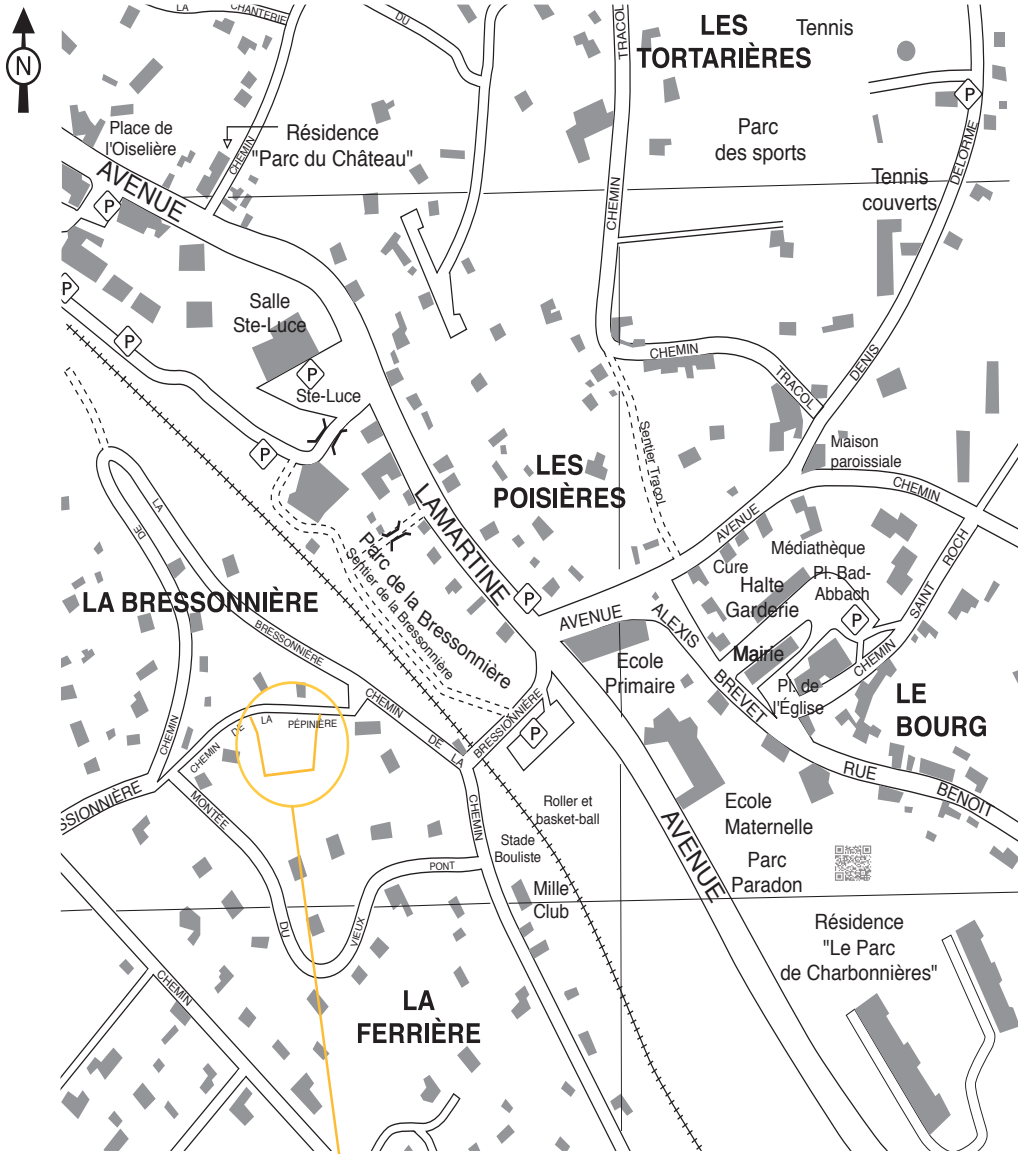 N
LA
CHANTERIE
DU
TRACOL
LES
TORTARIÈRES
Tennis
P
Place de
l'Oiselière
CHEMIN
Résidence
"Parc du Château"
Parc
des sports
DELORME
AVENUE
P
CHEMIN
Tennis
couverts
P
Salle
Ste-Luce
P
P
Ste-Luce
CHEMIN
TRACOL
DENIS
P
Sentier Tracol
Maison
paroissiale
CHEMIN
LES
POISIÈRES
LAMARTINE
AVENUE
LA
DE
Parc de la Bressonnière
Sentier de la Bressonnière
Médiathèque
Cure
Halte
Garderie
Pl. Bad-
Abbach
ROCH
SAINT
CHEMIN
P
LA BRESSONNIÈRE
BRESSONNIÈRE
P
AVENUE
ALEXIS
BREVET
Ecole
Primaire
Mairie
Pl. de
l'Église
LE
BOURG
CHEMIN
CHEMIN
DE
LA
PÉPINIÈRE
CHEMIN
DE
LA
BRESSIONNIÈRE
P
RUE
BENOIT
SSIONNIÈRE
MONTÉE
DU
VIEUX
PONT
CHEMIN
Roller et
basket-ball
Stade
Bouliste
Mille
Club
AVENUE
Ecole
Maternelle
Parc
Paradon
Résidence
"Le Parc
de Charbonnières"
CHEMIN
LA
FERRIÈRE